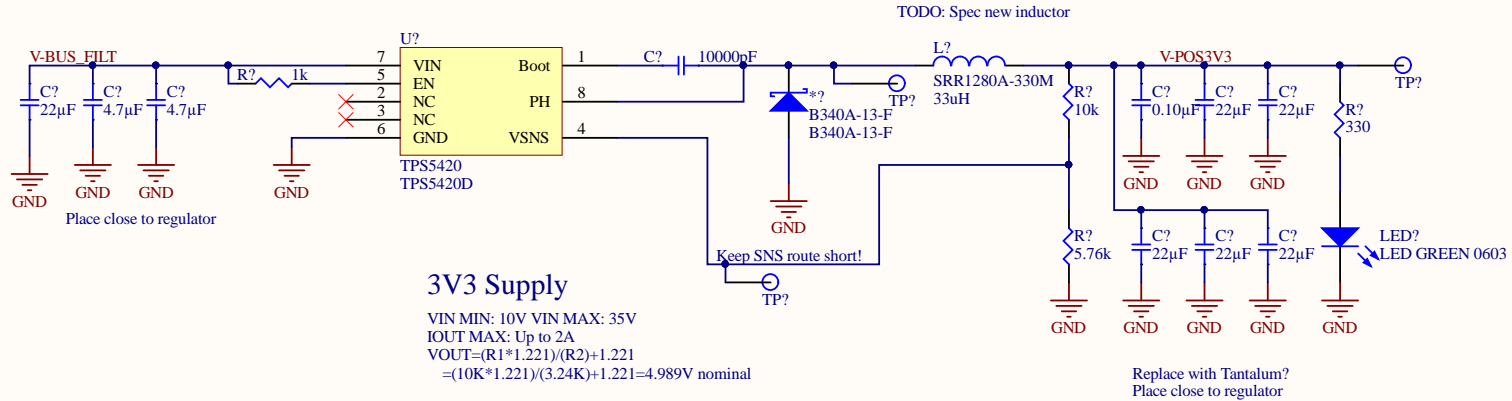 TODO: Spec new inductor
V-BUS_FILT
R?
1k
C?
22µF
C?
4.7µF
C?
4.7µF
GND
GND
GND
GND
Place close to regulator
U?
7
VIN
5
EN
2
NC
3
NC
6
GND
Boot
1
PH
8
VSNS
4
TPS5420
TPS5420D
C?
10000pF
*?
B340A-13-F
B340A-13-F
GND
TP?
L?
SRR1280A-330M
33uH
R?
10k
V-POS3V3
TP?
C?
0.10µF
C?
22µF
C?
22µF
R?
330
GND
GND
GND
Keep SNS route short!
TP?
R?
5.76k
C?
22µF
C?
22µF
C?
22µF
LED?
LED GREEN 0603
GND
GND
GND
GND
GND
3V3 Supply
VIN MIN: 10V VIN MAX: 35V
IOUT MAX: Up to 2A
VOUT=(R1*1.221)/(R2)+1.221
=(10K*1.221)/(3.24K)+1.221=4.989V nominal
Replace with Tantalum?
Place close to regulator